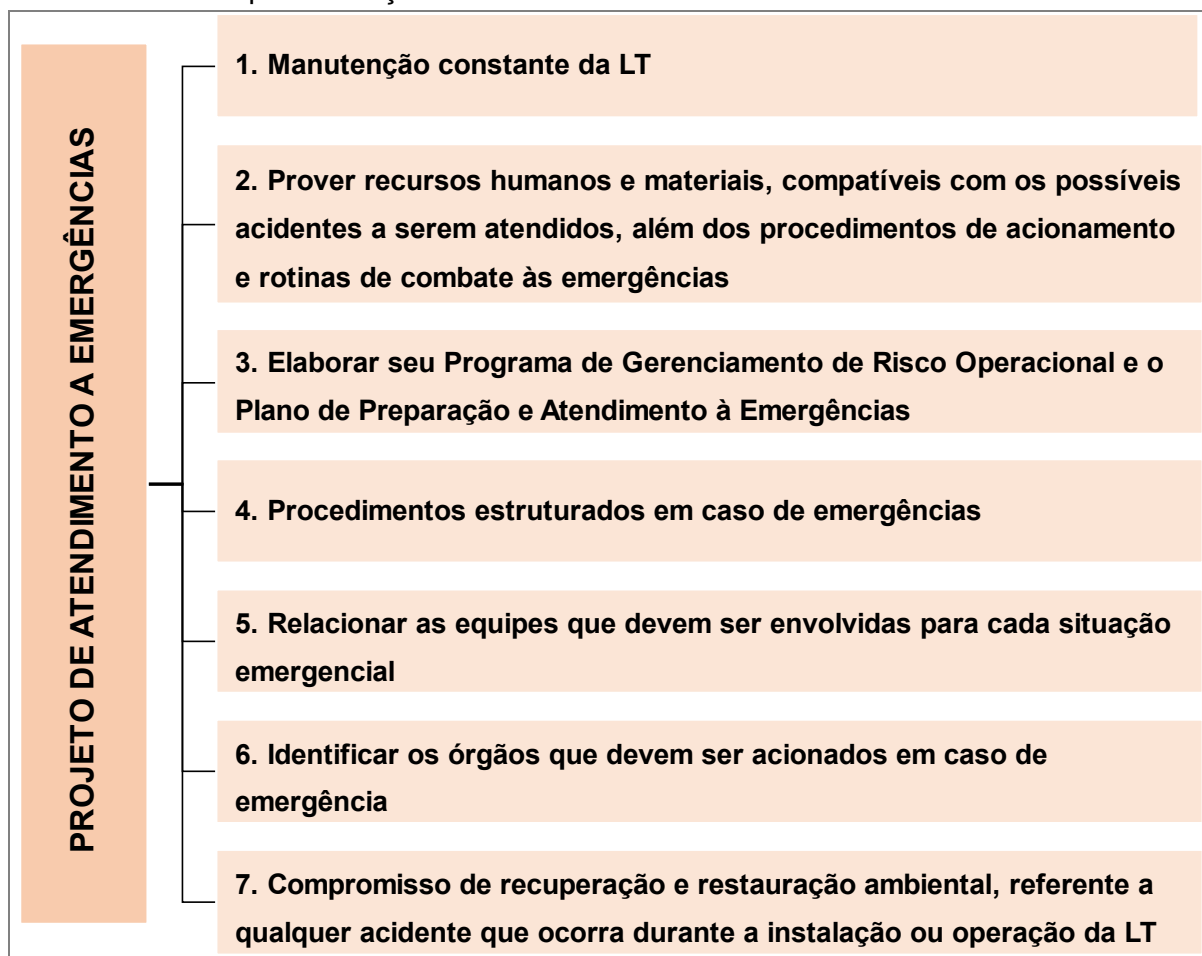 PROJETO DE ATENDIMENTO A EMERGÊNCIAS
1. Manutenção constante da LT
2. Prover recursos humanos e materiais, compatíveis com os possíveis
acidentes a serem atendidos, além dos procedimentos de acionamento
e rotinas de combate às emergências
3. Elaborar seu Programa de Gerenciamento de Risco Operacional e o
Plano de Preparação e Atendimento à Emergências
4. Procedimentos estruturados em caso de emergências
5. Relacionar as equipes que devem ser envolvidas para cada situação
emergencial
6. Identificar os órgãos que devem ser acionados em caso de
emergência
7. Compromisso de recuperação e restauração ambiental, referente a
qualquer acidente que ocorra durante a instalação ou operação da LT